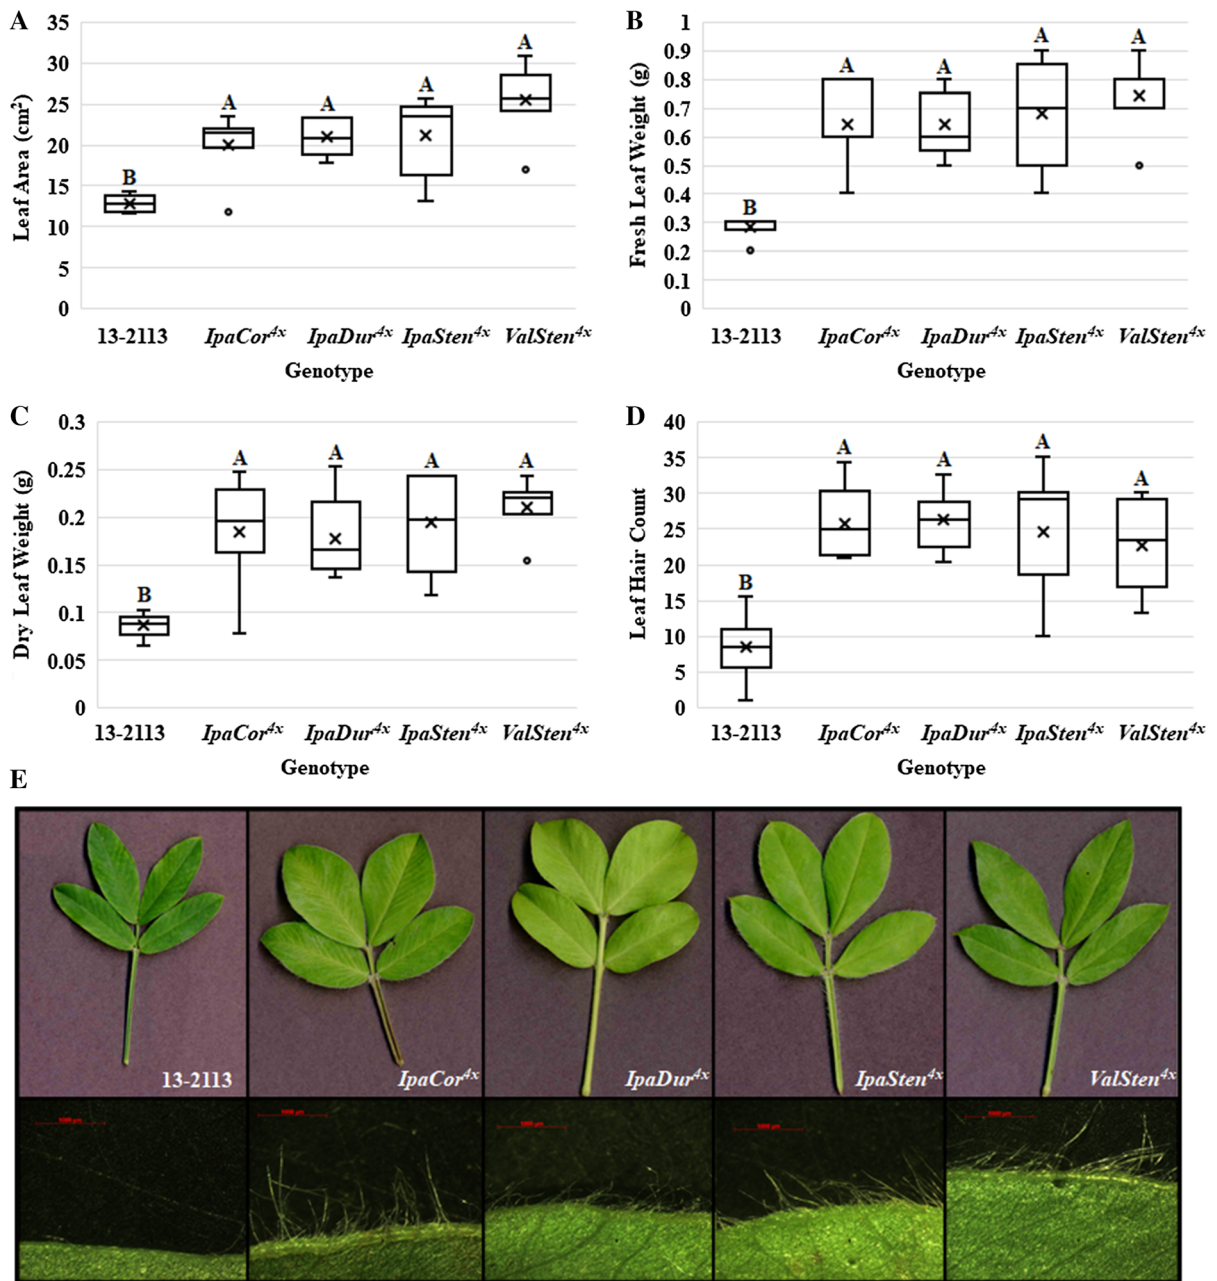 A
Leaf Area (cm²)
35
30
25
20
15
10
5
0
B
A
A
A
A
13-2113
IpaCor⁴ˣ
IpaDur⁴ˣ
IpaSten⁴ˣ
ValSten⁴ˣ
Genotype
B
Fresh Leaf Weight (g)
1
0.9
0.8
0.7
0.6
0.5
0.4
0.3
0.2
0.1
0
B
A
A
A
A
13-2113
IpaCor⁴ˣ
IpaDur⁴ˣ
IpaSten⁴ˣ
ValSten⁴ˣ
Genotype
C
Dry Leaf Weight (g)
0.3
0.25
0.2
0.15
0.1
0.05
0
B
A
A
A
A
13-2113
IpaCor⁴ˣ
IpaDur⁴ˣ
IpaSten⁴ˣ
ValSten⁴ˣ
Genotype
D
Leaf Hair Count
40
35
30
25
20
15
10
5
0
B
A
A
A
A
13-2113
IpaCor⁴ˣ
IpaDur⁴ˣ
IpaSten⁴ˣ
ValSten⁴ˣ
Genotype
E
13-2113
IpaCor⁴ˣ
IpaDur⁴ˣ
IpaSten⁴ˣ
ValSten⁴ˣ